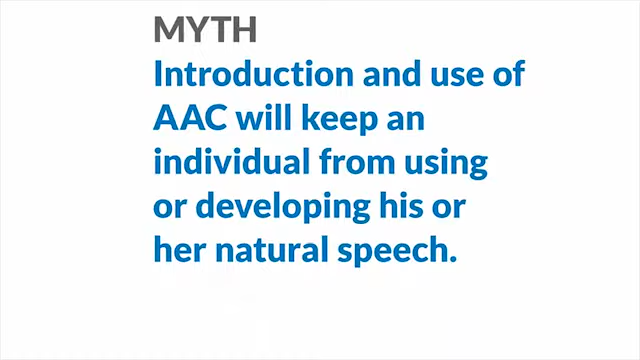 MYTH
Introduction and use of
AAC will keep an
individual from using
or developing his or
her natural speech.